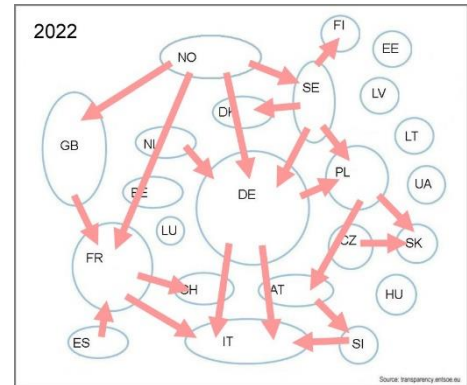 2022
FI
NO
EE
SE
LV
DK
GB
NL
LT
PL
BE
DE
UA
LU
CZ
SK
FR
CH
AT
HU
ES
IT
SI
Source: transparency.entsoe.eu